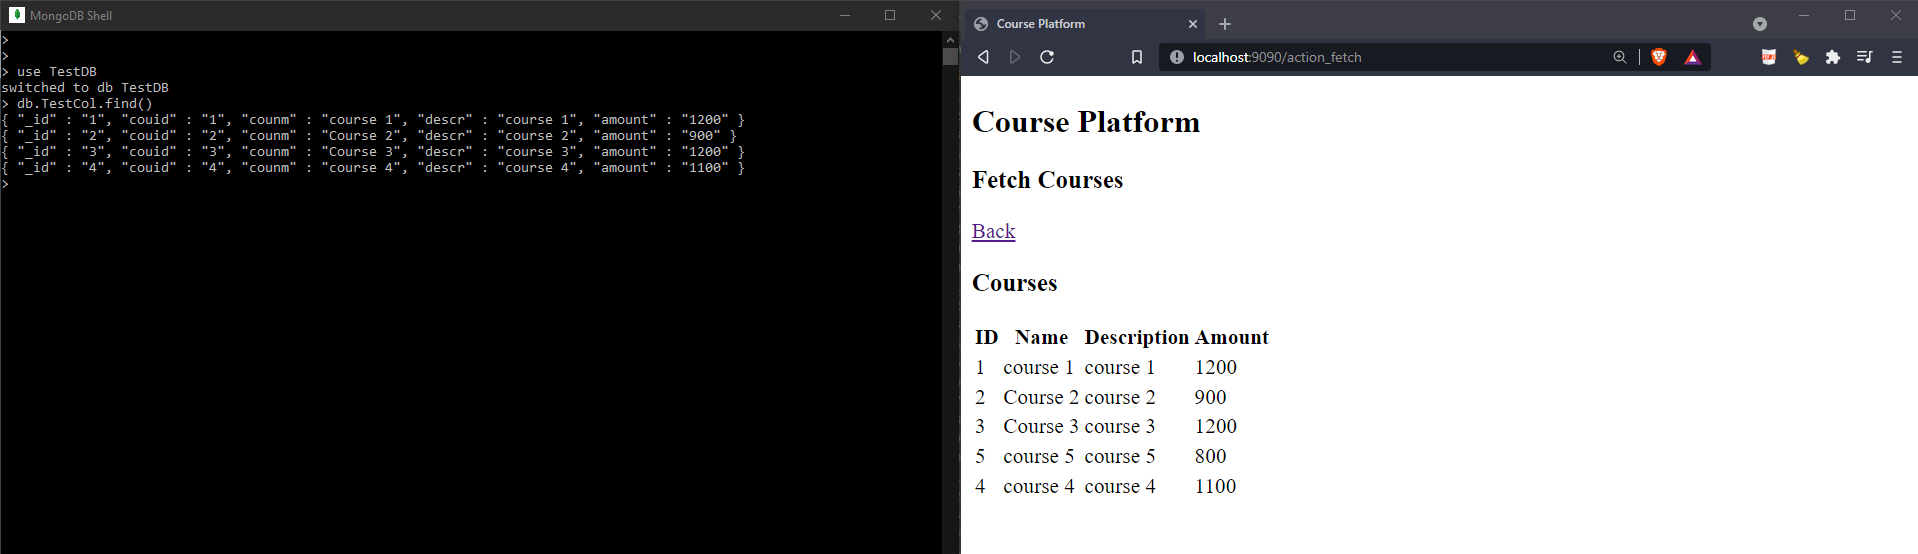 MongoDB Shell
>
>
> use TestDB
switched to db TestDB
> db.TestCol.find()
{ "_id" : "1", "couid" : "1", "counm" : "course 1", "descr" : "course 1", "amount" : "1200" }
{ "_id" : "2", "couid" : "2", "counm" : "Course 2", "descr" : "course 2", "amount" : "900" }
{ "_id" : "3", "couid" : "3", "counm" : "Course 3", "descr" : "course 3", "amount" : "1200" }
{ "_id" : "4", "couid" : "4", "counm" : "course 4", "descr" : "course 4", "amount" : "1100" }
>
Course Platform
localhost:9090/action_fetch
Course Platform
Fetch Courses
Back
Courses
ID Name Description Amount
1 course 1 course 1 1200
2 Course 2 course 2 900
3 Course 3 course 3 1200
5 course 5 course 5 800
4 course 4 course 4 1100